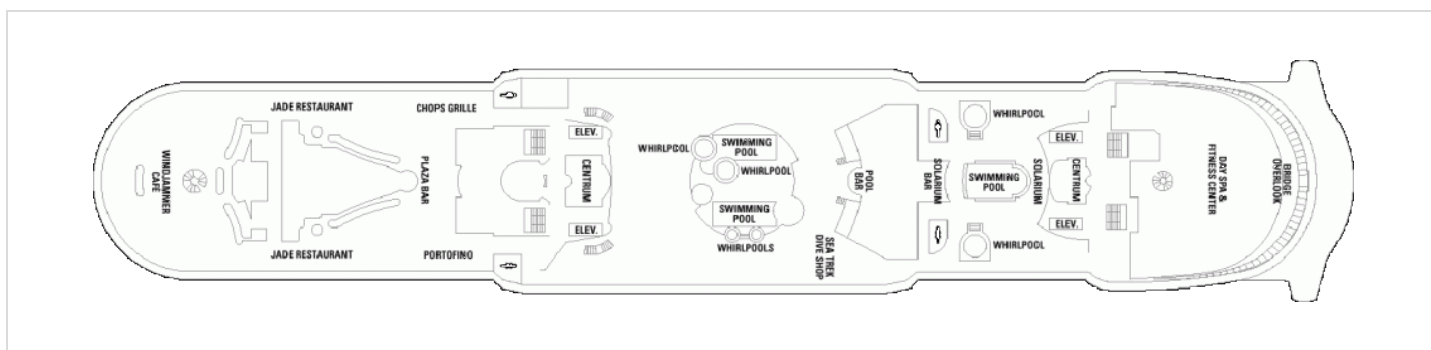 JADE RESTAURANT
CHOPS GRILLE
WHIRLPOOL
ELEV.
ELEV.
WHIRLPOOL
SWIMMING
POOL
WHIRLPOOL
WINDJAMMER
CAFÉ
PLAZA BAR
CENTRUM
POOL
BAR
SOLARIUM
BAR
SWIMMING
POOL
SOLARIUM
CENTRUM
DAY SPA &
FITNESS CENTER
BRIDGE
OVERLOOK
SWIMMING
POOL
ELEV.
ELEV.
WHIRLPOOLS
WHIRLPOOL
JADE RESTAURANT
PORTOFINO
SEA TREK
DIVE SHOP